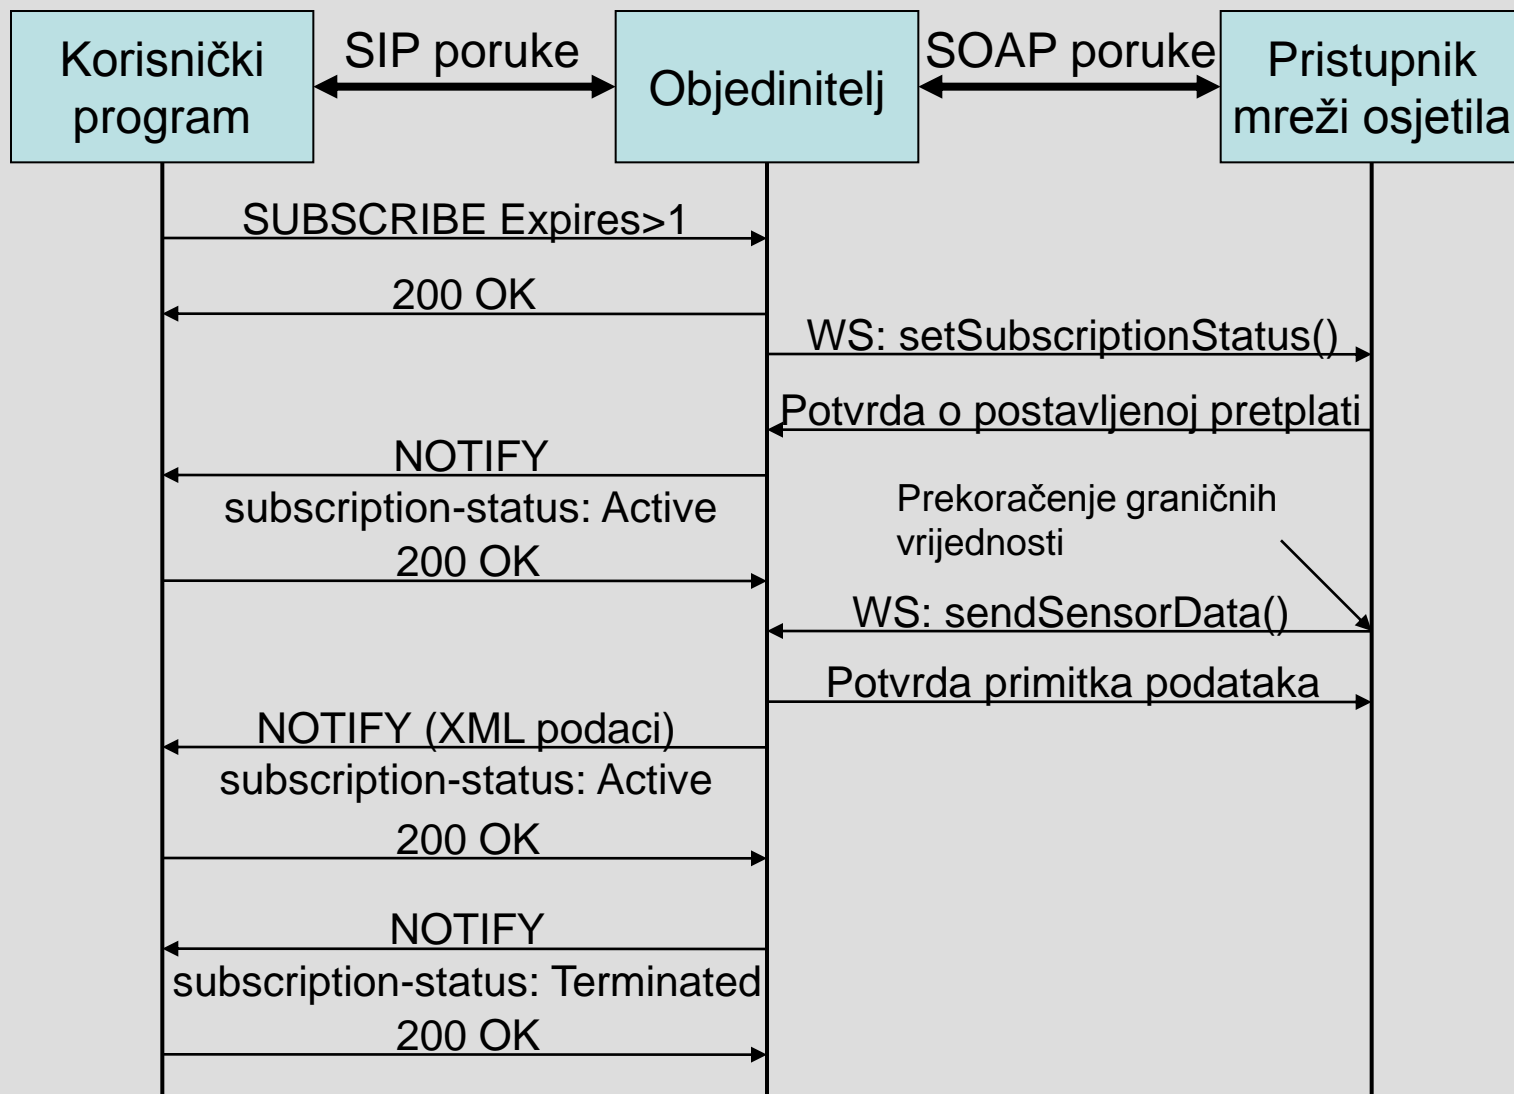 Korisnički
program
SIP poruke
Objedinitelj
SOAP poruke
Pristupnik
mreži osjetila
SUBSCRIBE Expires>1
200 OK
WS: setSubscriptionStatus()
Potvrda o postavljenoj pretplati
NOTIFY
subscription-status: Active
Prekoračenje graničnih
vrijednosti
200 OK
WS: sendSensorData()
Potvrda primitka podataka
NOTIFY (XML podaci)
subscription-status: Active
200 OK
NOTIFY
subscription-status: Terminated
200 OK